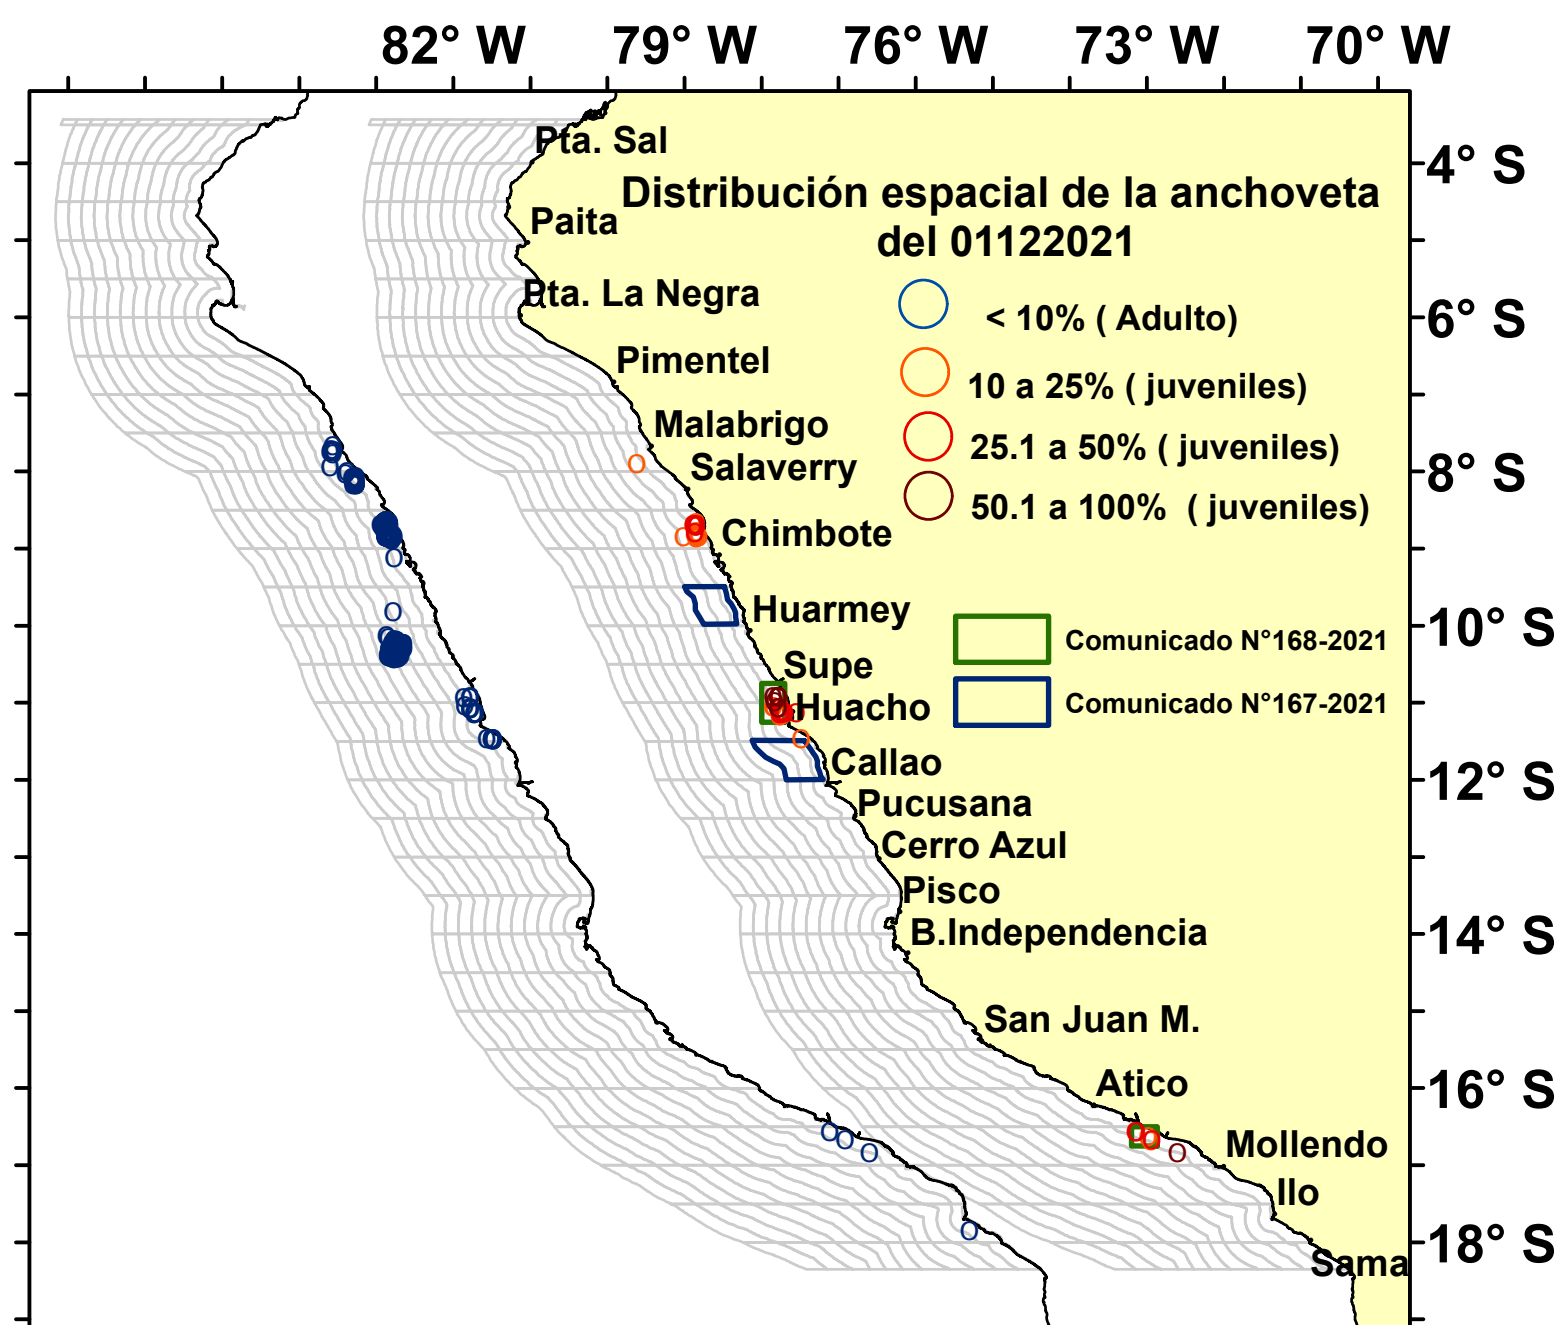 82° W 79° W 76° W 73° W 70° W
Pta. Sal
4° S
Distribución espacial de la anchoveta
del 01122021
Paita
Pta. La Negra
< 10% ( Adulto)
6° S
Pimentel
10 a 25% ( juveniles)
Malabrigo
25.1 a 50% ( juveniles)
Salaverry
8° S
50.1 a 100% ( juveniles)
Chimbote
Huarmey
10° S
Comunicado N°168-2021
Supe
Huacho
Comunicado N°167-2021
Callao
12° S
Pucusana
Cerro Azul
Pisco
B.Independencia
14° S
San Juan M.
Atico
16° S
Mollendo
Ilo
18° S
Sama